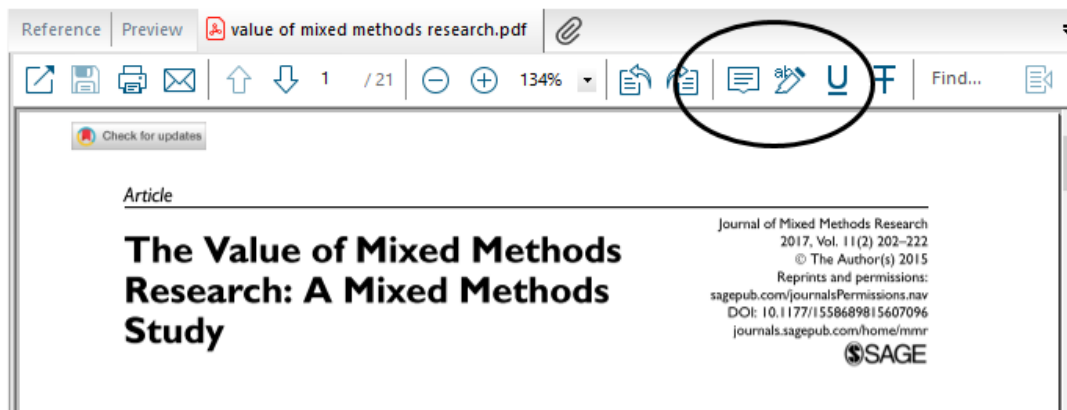 Reference Preview value of mixed methods research.pdf
1 / 21 134% ab U T Find...
Check for updates
Article
The Value of Mixed Methods
Research: A Mixed Methods
Study
Journal of Mixed Methods Research
2017, Vol. 11(2) 202–222
© The Author(s) 2015
Reprints and permissions:
sagepub.com/journalsPermissions.nav
DOI: 10.1177/1558689815607096
journals.sagepub.com/home/mmr
SAGE